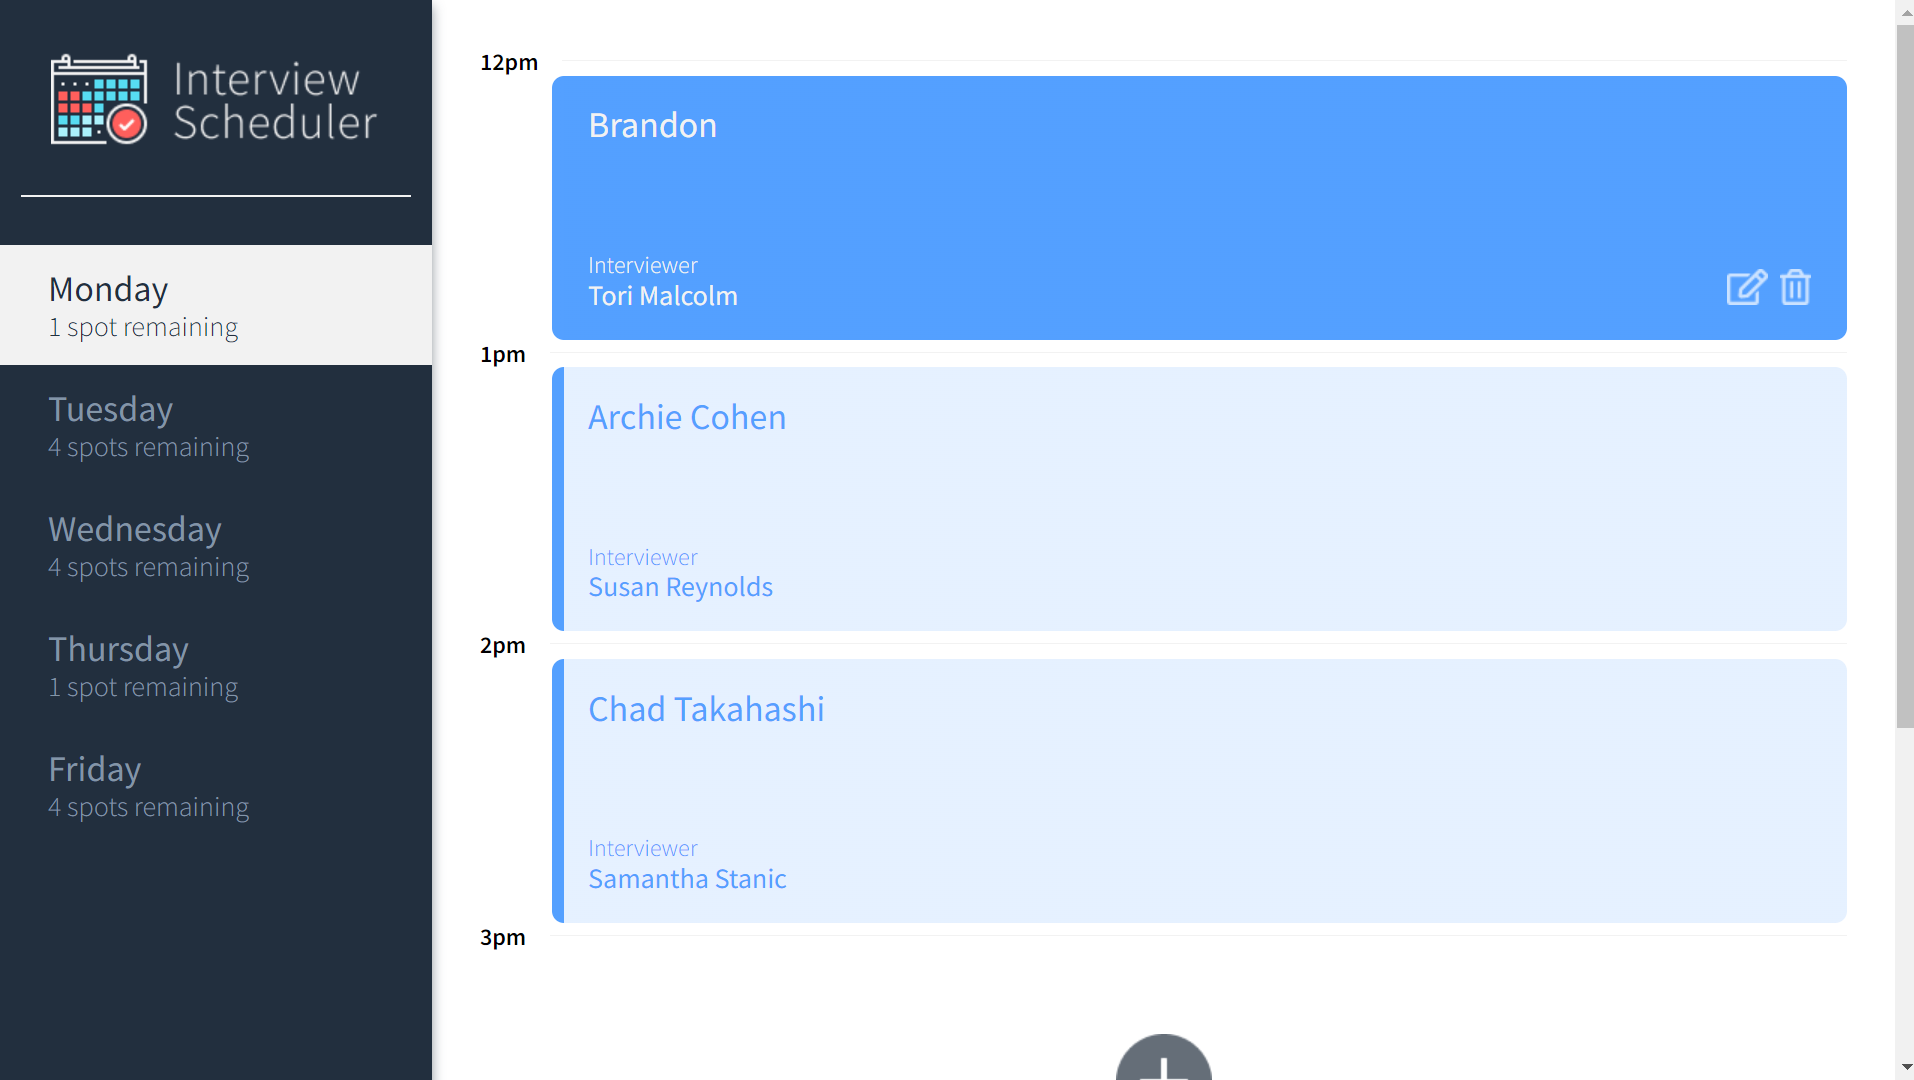 Interview
Scheduler
Monday
1 spot remaining
Tuesday
4 spots remaining
Wednesday
4 spots remaining
Thursday
1 spot remaining
Friday
4 spots remaining
12pm
Brandon
Interviewer
Tori Malcolm
1pm
Archie Cohen
Interviewer
Susan Reynolds
2pm
Chad Takahashi
Interviewer
Samantha Stanic
3pm